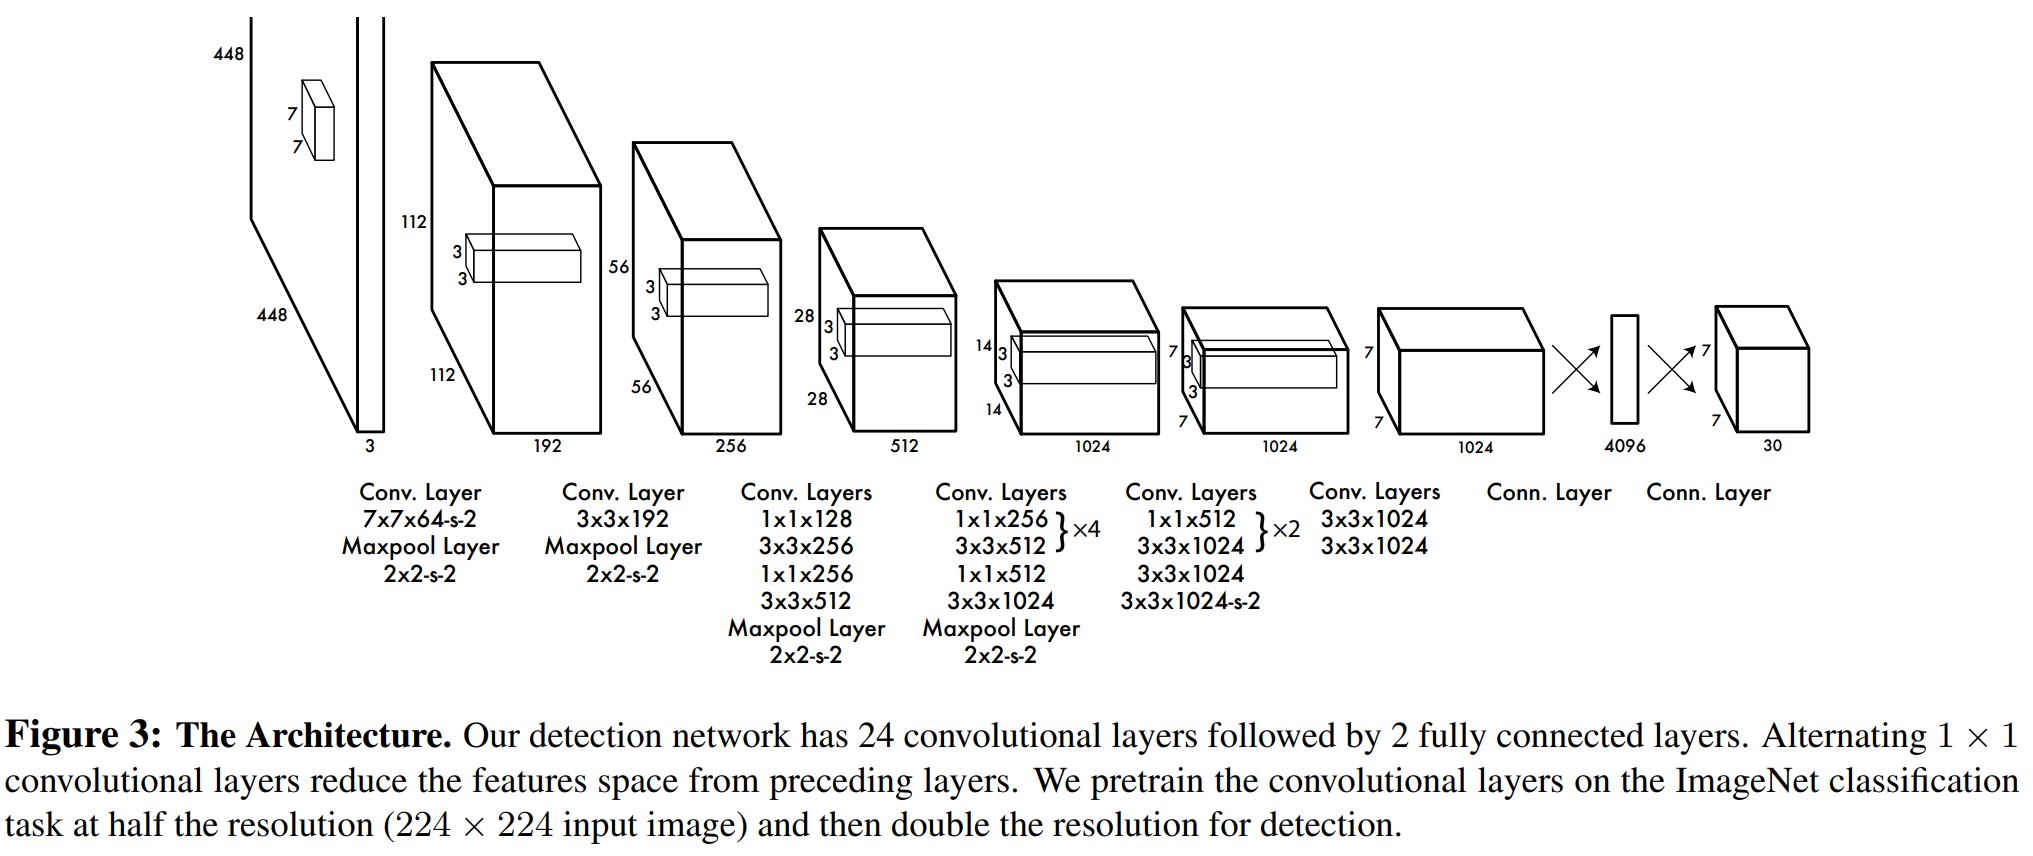 448
7
7
448
3
112
3
3
112
192
56
3
3
56
256
28
3
3
28
512
14
3
3
14
1024
7
3
3
7
1024
7
7
1024
4096
7
7
30
Conv. Layer
7x7x64-s-2
Maxpool Layer
2x2-s-2
Conv. Layer
3x3x192
Maxpool Layer
2x2-s-2
Conv. Layers
1x1x128
3x3x256
1x1x256
3x3x512
Maxpool Layer
2x2-s-2
Conv. Layers
1x1x256
3x3x512
} ×4
1x1x512
3x3x1024
Maxpool Layer
2x2-s-2
Conv. Layers
1x1x512
3x3x1024
} ×2
3x3x1024
3x3x1024-s-2
Conv. Layers
3x3x1024
3x3x1024
Conn. Layer
Conn. Layer
Figure 3: The Architecture. Our detection network has 24 convolutional layers followed by 2 fully connected layers. Alternating 1 × 1
convolutional layers reduce the features space from preceding layers. We pretrain the convolutional layers on the ImageNet classification
task at half the resolution (224 × 224 input image) and then double the resolution for detection.